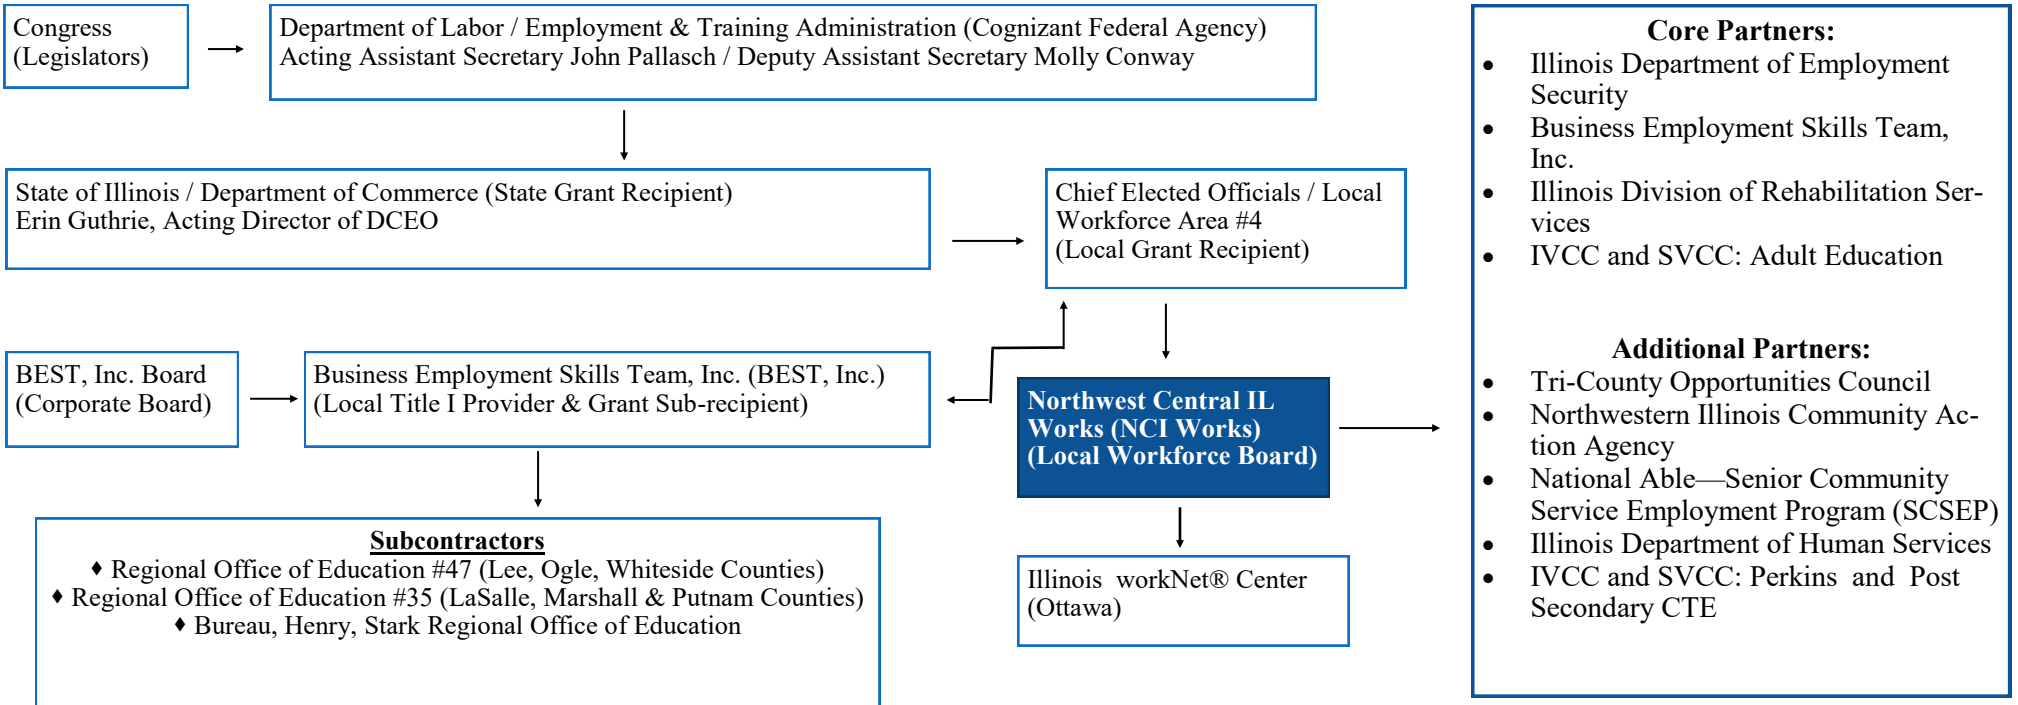 Congress
(Legislators)
Department of Labor / Employment & Training Administration (Cognizant Federal Agency)
Acting Assistant Secretary John Pallasch / Deputy Assistant Secretary Molly Conway
State of Illinois / Department of Commerce (State Grant Recipient)
Erin Guthrie, Acting Director of DCEO
Chief Elected Officials / Local
Workforce Area #4
(Local Grant Recipient)
BEST, Inc. Board
(Corporate Board)
Business Employment Skills Team, Inc. (BEST, Inc.)
(Local Title I Provider & Grant Sub-recipient)
Northwest Central IL
Works (NCI Works)
(Local Workforce Board)
Subcontractors
♦ Regional Office of Education #47 (Lee, Ogle, Whiteside Counties)
♦ Regional Office of Education #35 (LaSalle, Marshall & Putnam Counties)
♦ Bureau, Henry, Stark Regional Office of Education
Illinois workNet® Center
(Ottawa)
Core Partners:
• Illinois Department of Employment
Security
• Business Employment Skills Team,
Inc.
• Illinois Division of Rehabilitation Ser-
vices
• IVCC and SVCC: Adult Education
Additional Partners:
• Tri-County Opportunities Council
• Northwestern Illinois Community Ac-
tion Agency
• National Able—Senior Community
Service Employment Program (SCSEP)
• Illinois Department of Human Services
• IVCC and SVCC: Perkins and Post
Secondary CTE